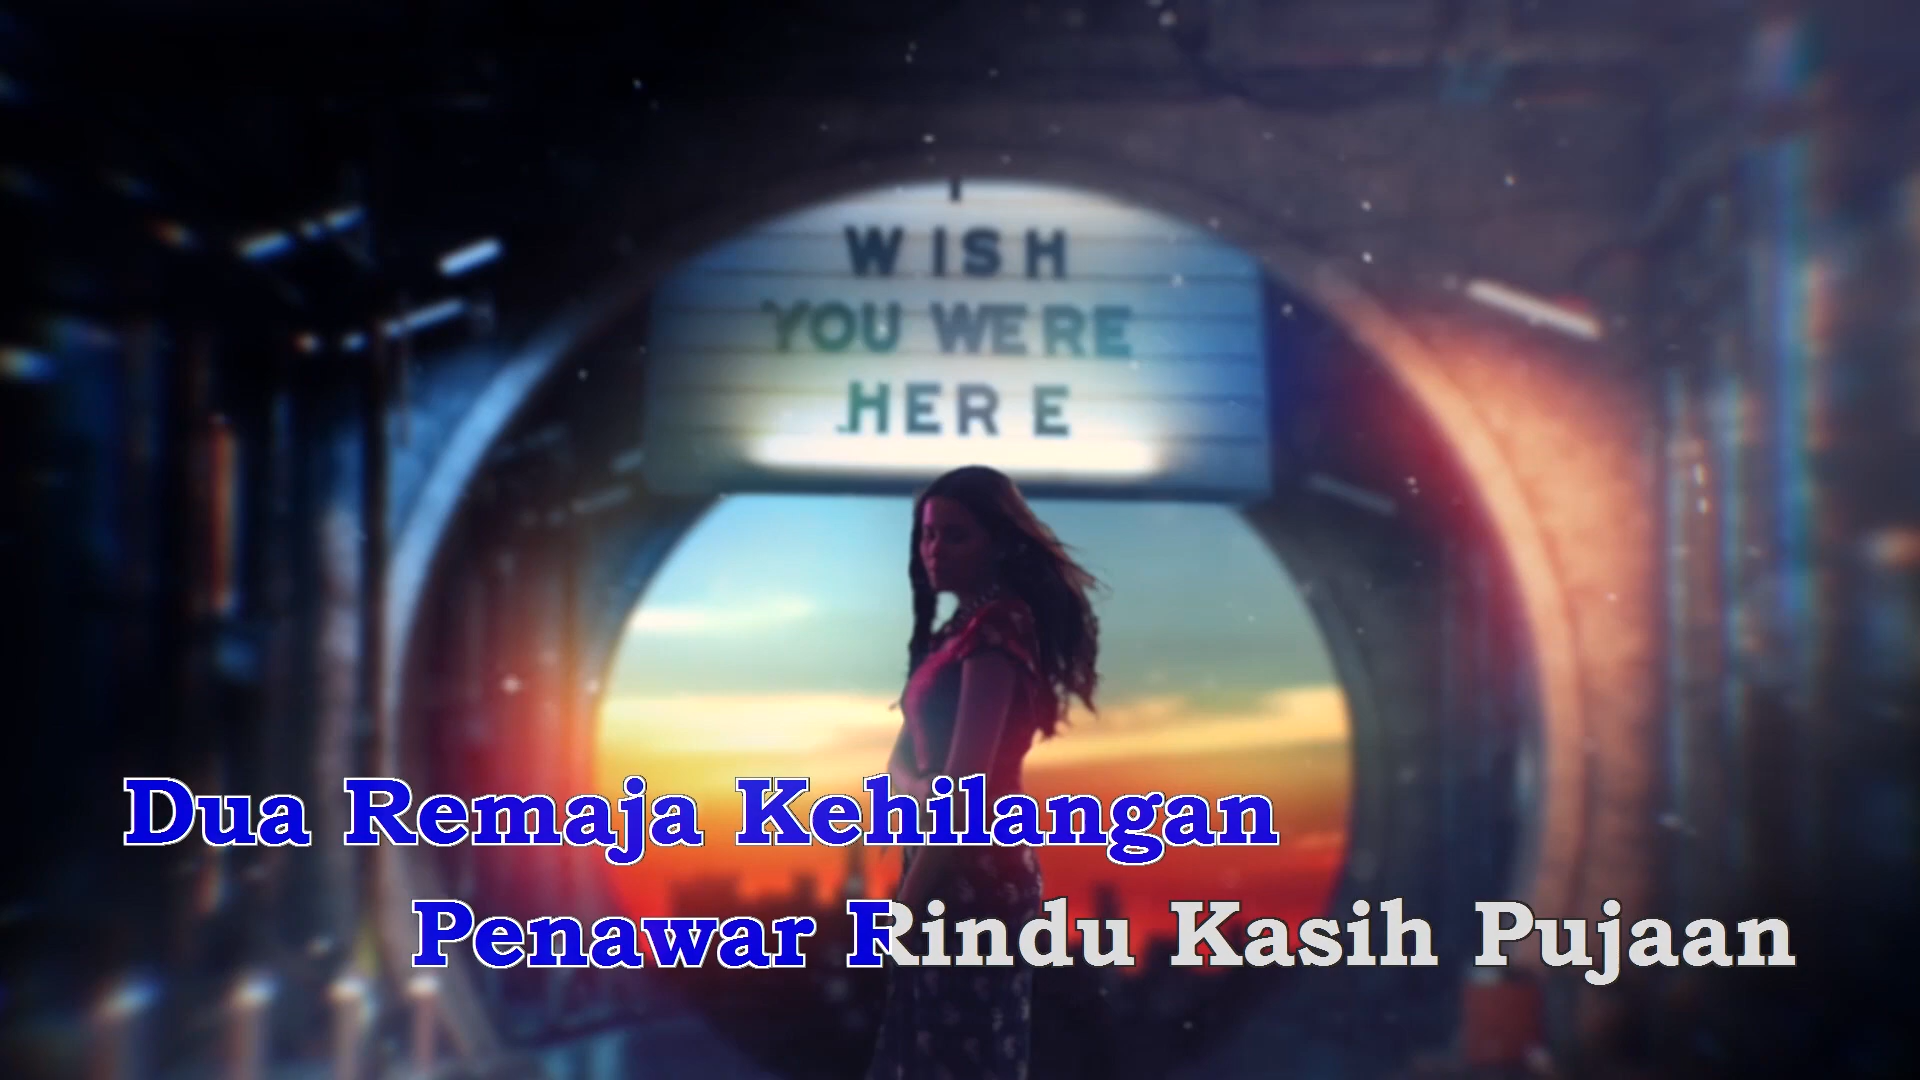 I
WISH
YOU WERE
HERE
Dua Remaja Kehilangan
Penawar Rindu Kasih Pujaan